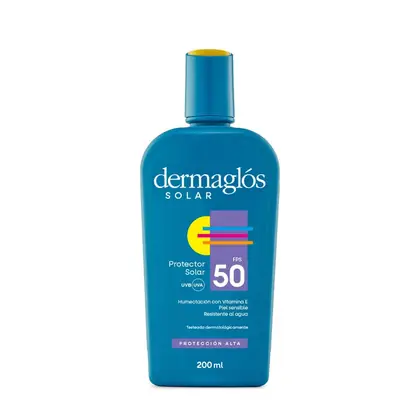 dermaglós
SOLAR
Protector
Solar
UVB UVA
FPS
50
Humectación con Vitamina E
Piel sensible
Resistente al agua
Testeado dermatológicamente
PROTECCIÓN ALTA
200 ml